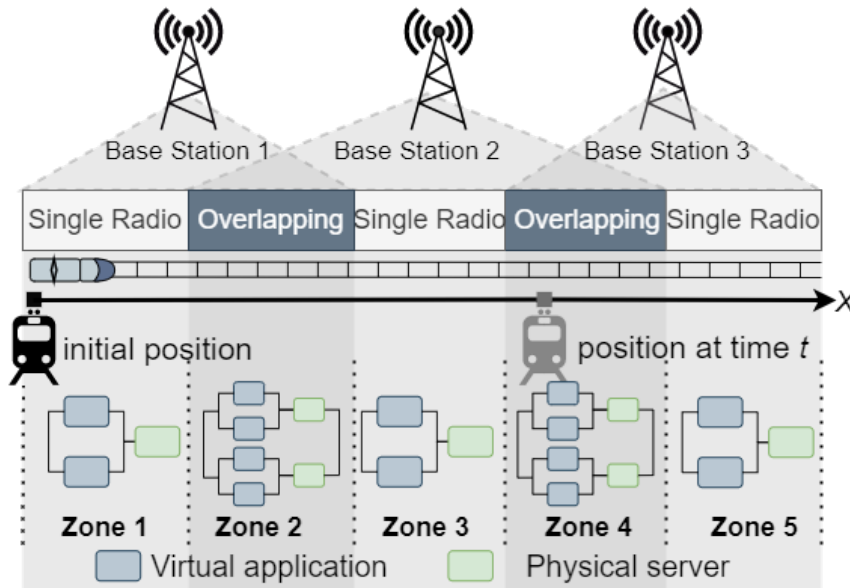 Base Station 1 Base Station 2 Base Station 3
Single Radio Overlapping Single Radio Overlapping Single Radio
X
initial position position at time t
Zone 1 Zone 2 Zone 3 Zone 4 Zone 5
Virtual application Physical server